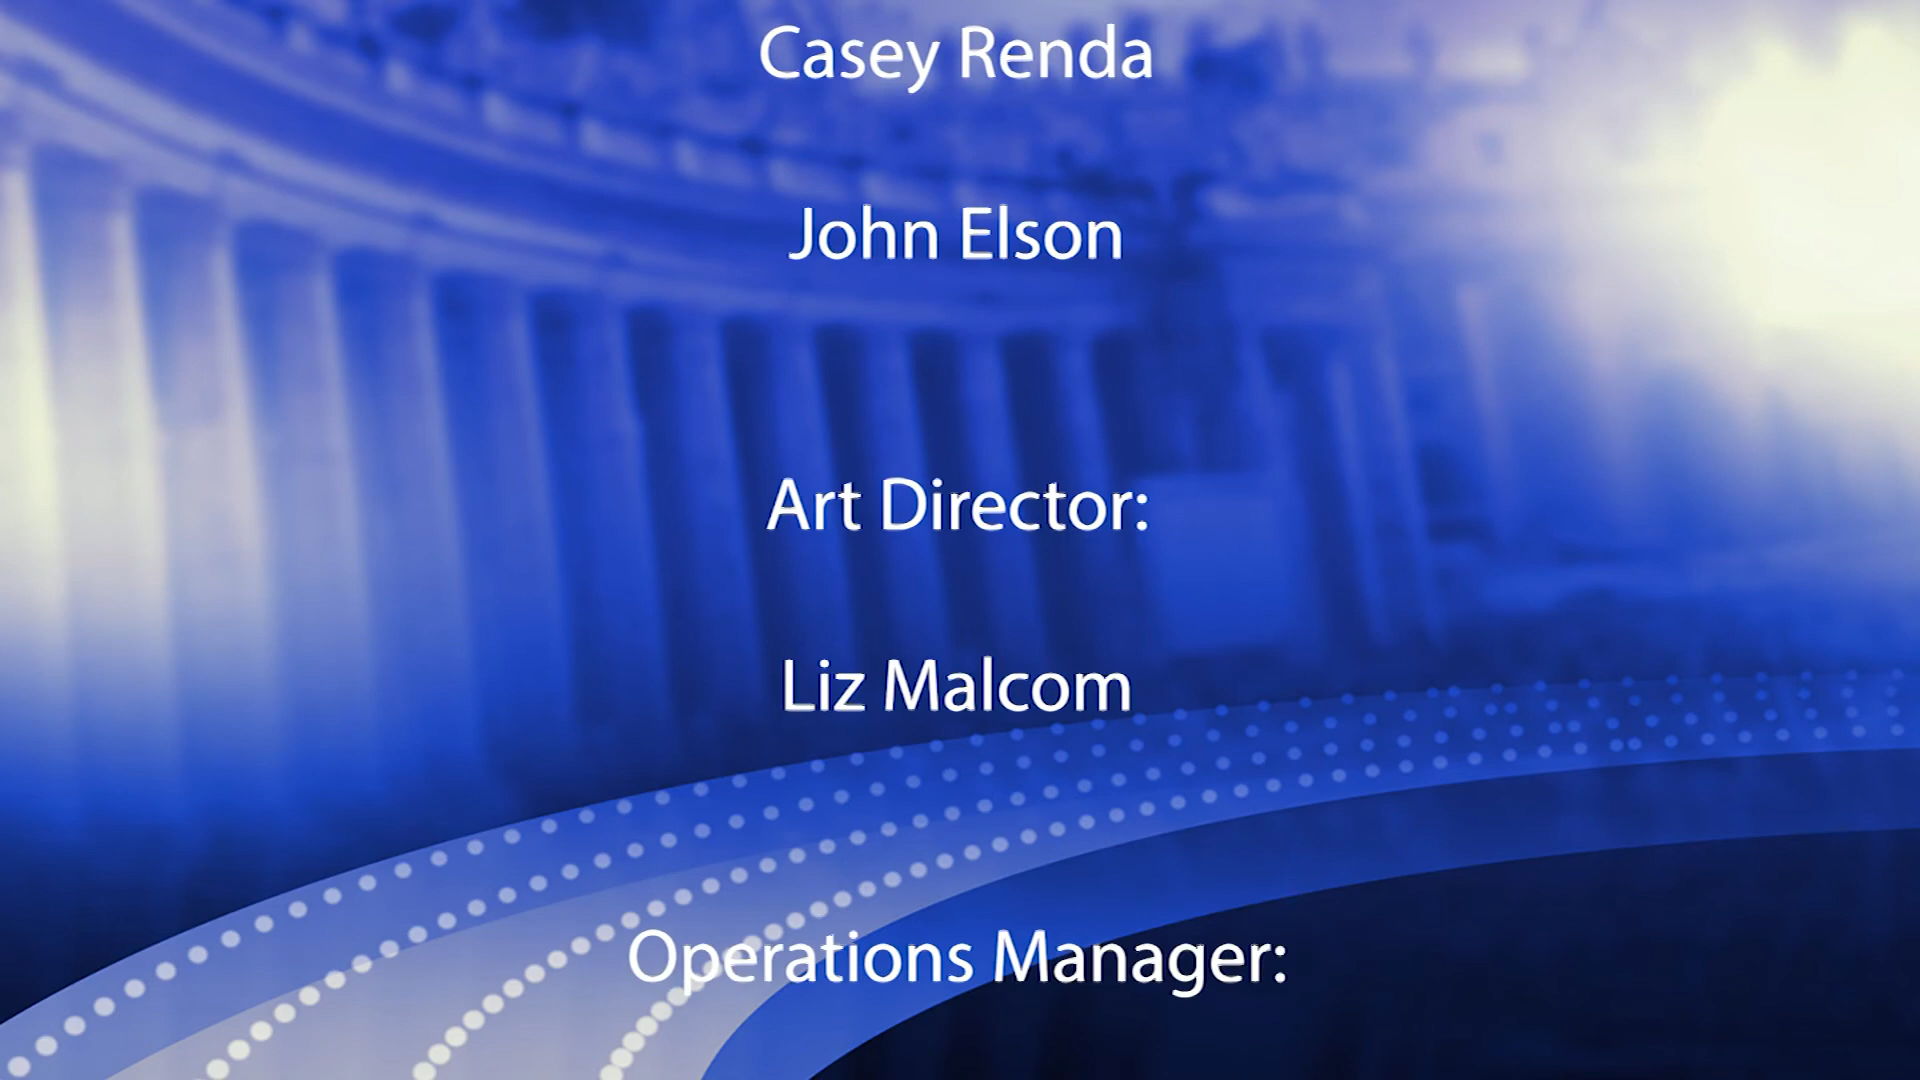 Casey Renda
John Elson
Art Director:
Liz Malcom
Operations Manager: